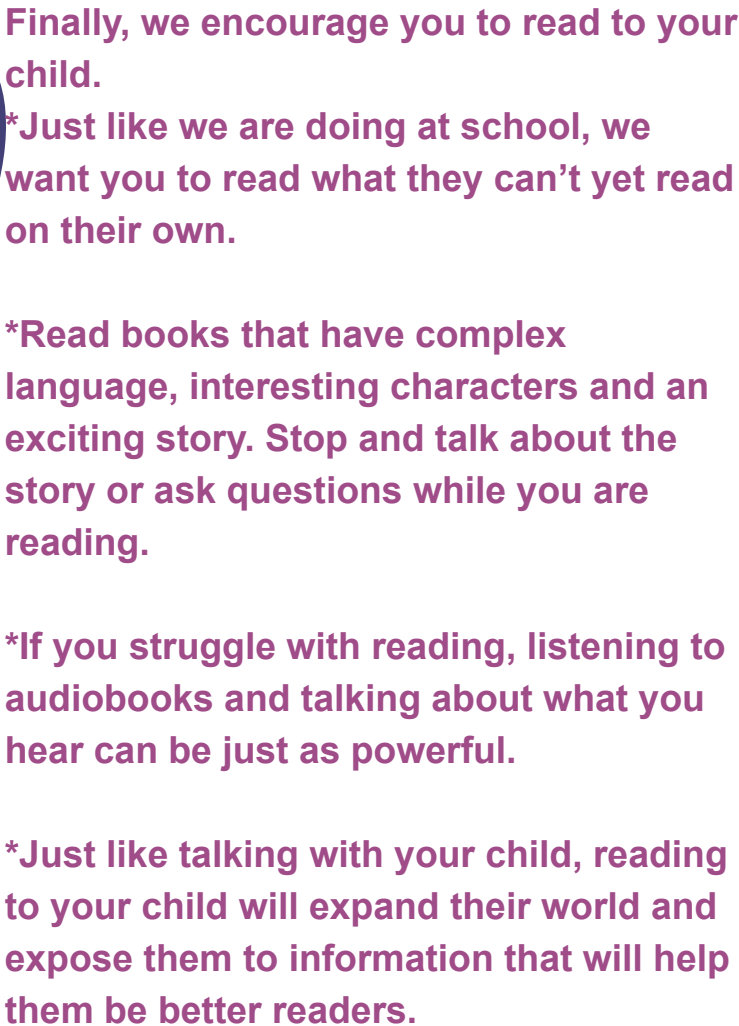 Finally, we encourage you to read to your
child.
*Just like we are doing at school, we
want you to read what they can’t yet read
on their own.
*Read books that have complex
language, interesting characters and an
exciting story. Stop and talk about the
story or ask questions while you are
reading.
*If you struggle with reading, listening to
audiobooks and talking about what you
hear can be just as powerful.
*Just like talking with your child, reading
to your child will expand their world and
expose them to information that will help
them be better readers.